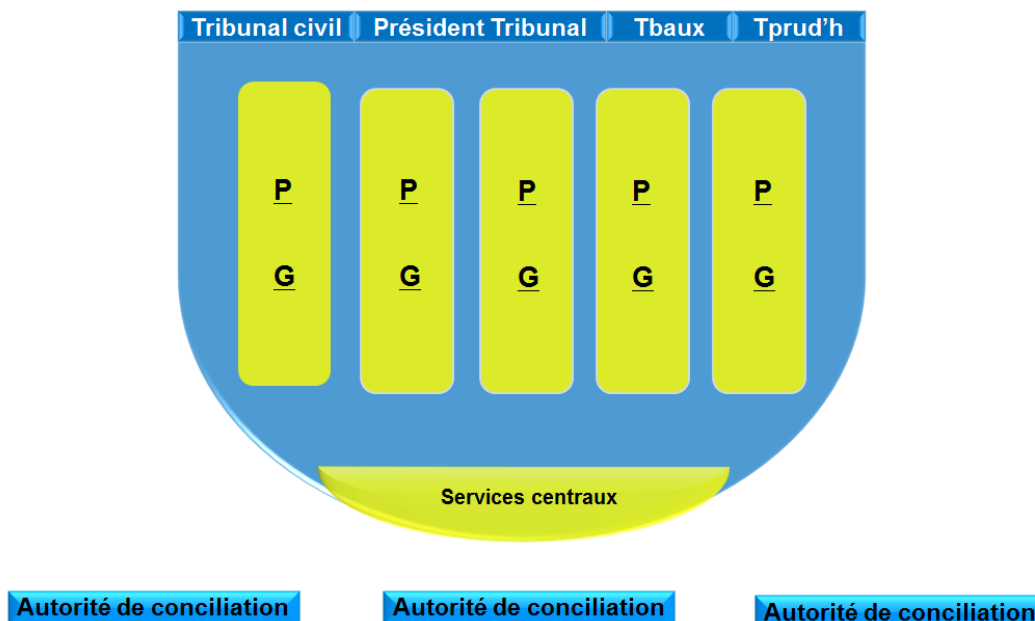 Tribunal civil Président Tribunal Tbaux Tprud'h
P P P P P
G G G G G
Services centraux
Autorité de conciliation Autorité de conciliation Autorité de conciliation